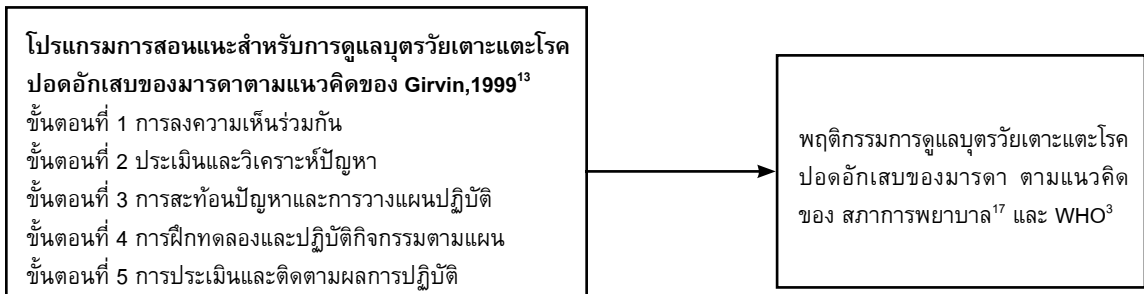 โปรแกรมการสอนแนะสำหรับการดูแลบุตรวัยเตาะแตะโรค
ปอดอักเสบของมารดาตามแนวคิดของ Girvin,1999¹³
ขั้นตอนที่ 1 การลงความเห็นร่วมกัน
ขั้นตอนที่ 2 ประเมินและวิเคราะห์ปัญหา
ขั้นตอนที่ 3 การสะท้อนปัญหาและการวางแผนปฏิบัติ
ขั้นตอนที่ 4 การฝึกทดลองและปฏิบัติกิจกรรมตามแผน
ขั้นตอนที่ 5 การประเมินและติดตามผลการปฏิบัติ
พฤติกรรมการดูแลบุตรวัยเตาะแตะโรค
ปอดอักเสบของมารดา ตามแนวคิด
ของ สภาการพยาบาล¹⁷ และ WHO³